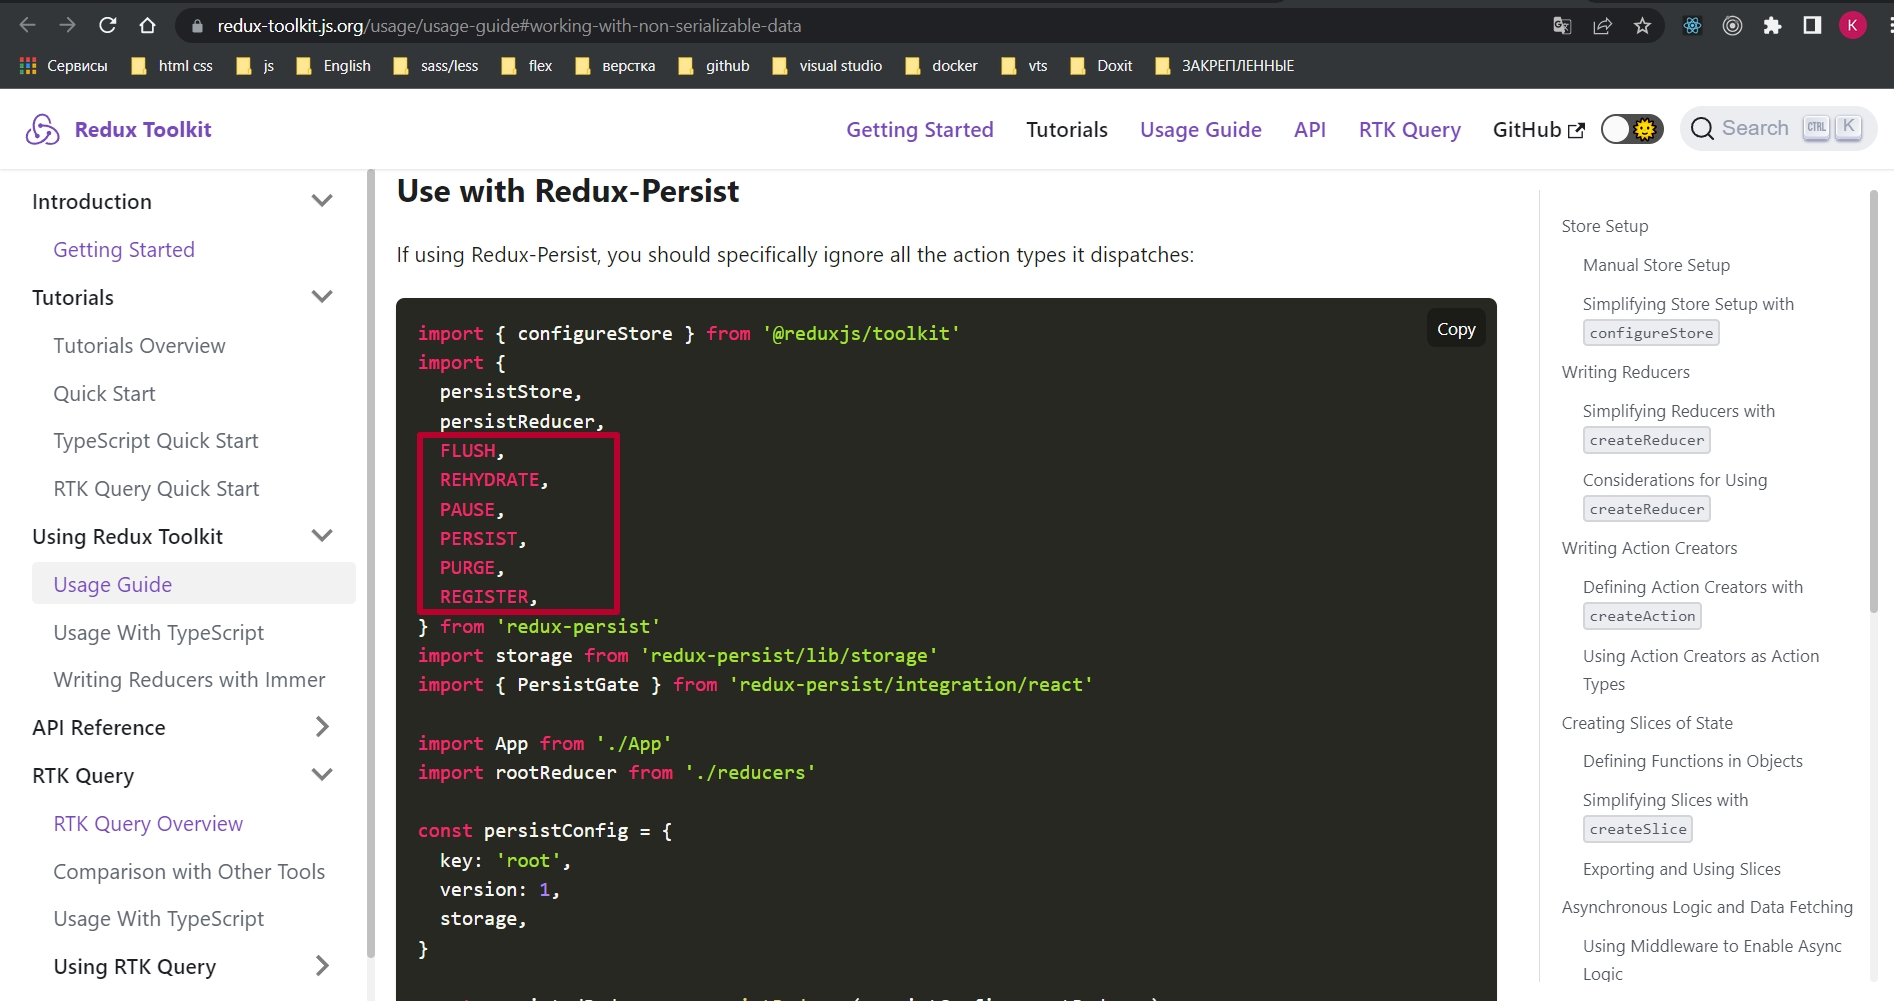 redux-toolkit.js.org/usage/usage-guide#working-with-non-serializable-data
K
Сервисы
html css
js
English
sass/less
flex
верстка
github
visual studio
docker
vts
Doxit
ЗАКРЕПЛЕННЫЕ
Redux Toolkit
Getting Started
Tutorials
Usage Guide
API
RTK Query
GitHub
Search
CTRL
K
Introduction
Getting Started
Tutorials
Tutorials Overview
Quick Start
TypeScript Quick Start
RTK Query Quick Start
Using Redux Toolkit
Usage Guide
Usage With TypeScript
Writing Reducers with Immer
API Reference
RTK Query
RTK Query Overview
Comparison with Other Tools
Usage With TypeScript
Using RTK Query
Use with Redux-Persist
If using Redux-Persist, you should specifically ignore all the action types it dispatches:
Copy
import { configureStore } from '@reduxjs/toolkit'
import {
persistStore,
persistReducer,
FLUSH,
REHYDRATE,
PAUSE,
PERSIST,
PURGE,
REGISTER,
} from 'redux-persist'
import storage from 'redux-persist/lib/storage'
import { PersistGate } from 'redux-persist/integration/react'
import App from './App'
import rootReducer from './reducers'
const persistConfig = {
key: 'root',
version: 1,
storage,
}
Store Setup
Manual Store Setup
Simplifying Store Setup with
configureStore
Writing Reducers
Simplifying Reducers with
createReducer
Considerations for Using
createReducer
Writing Action Creators
Defining Action Creators with
createAction
Using Action Creators as Action
Types
Creating Slices of State
Defining Functions in Objects
Simplifying Slices with
createSlice
Exporting and Using Slices
Asynchronous Logic and Data Fetching
Using Middleware to Enable Async
Logic